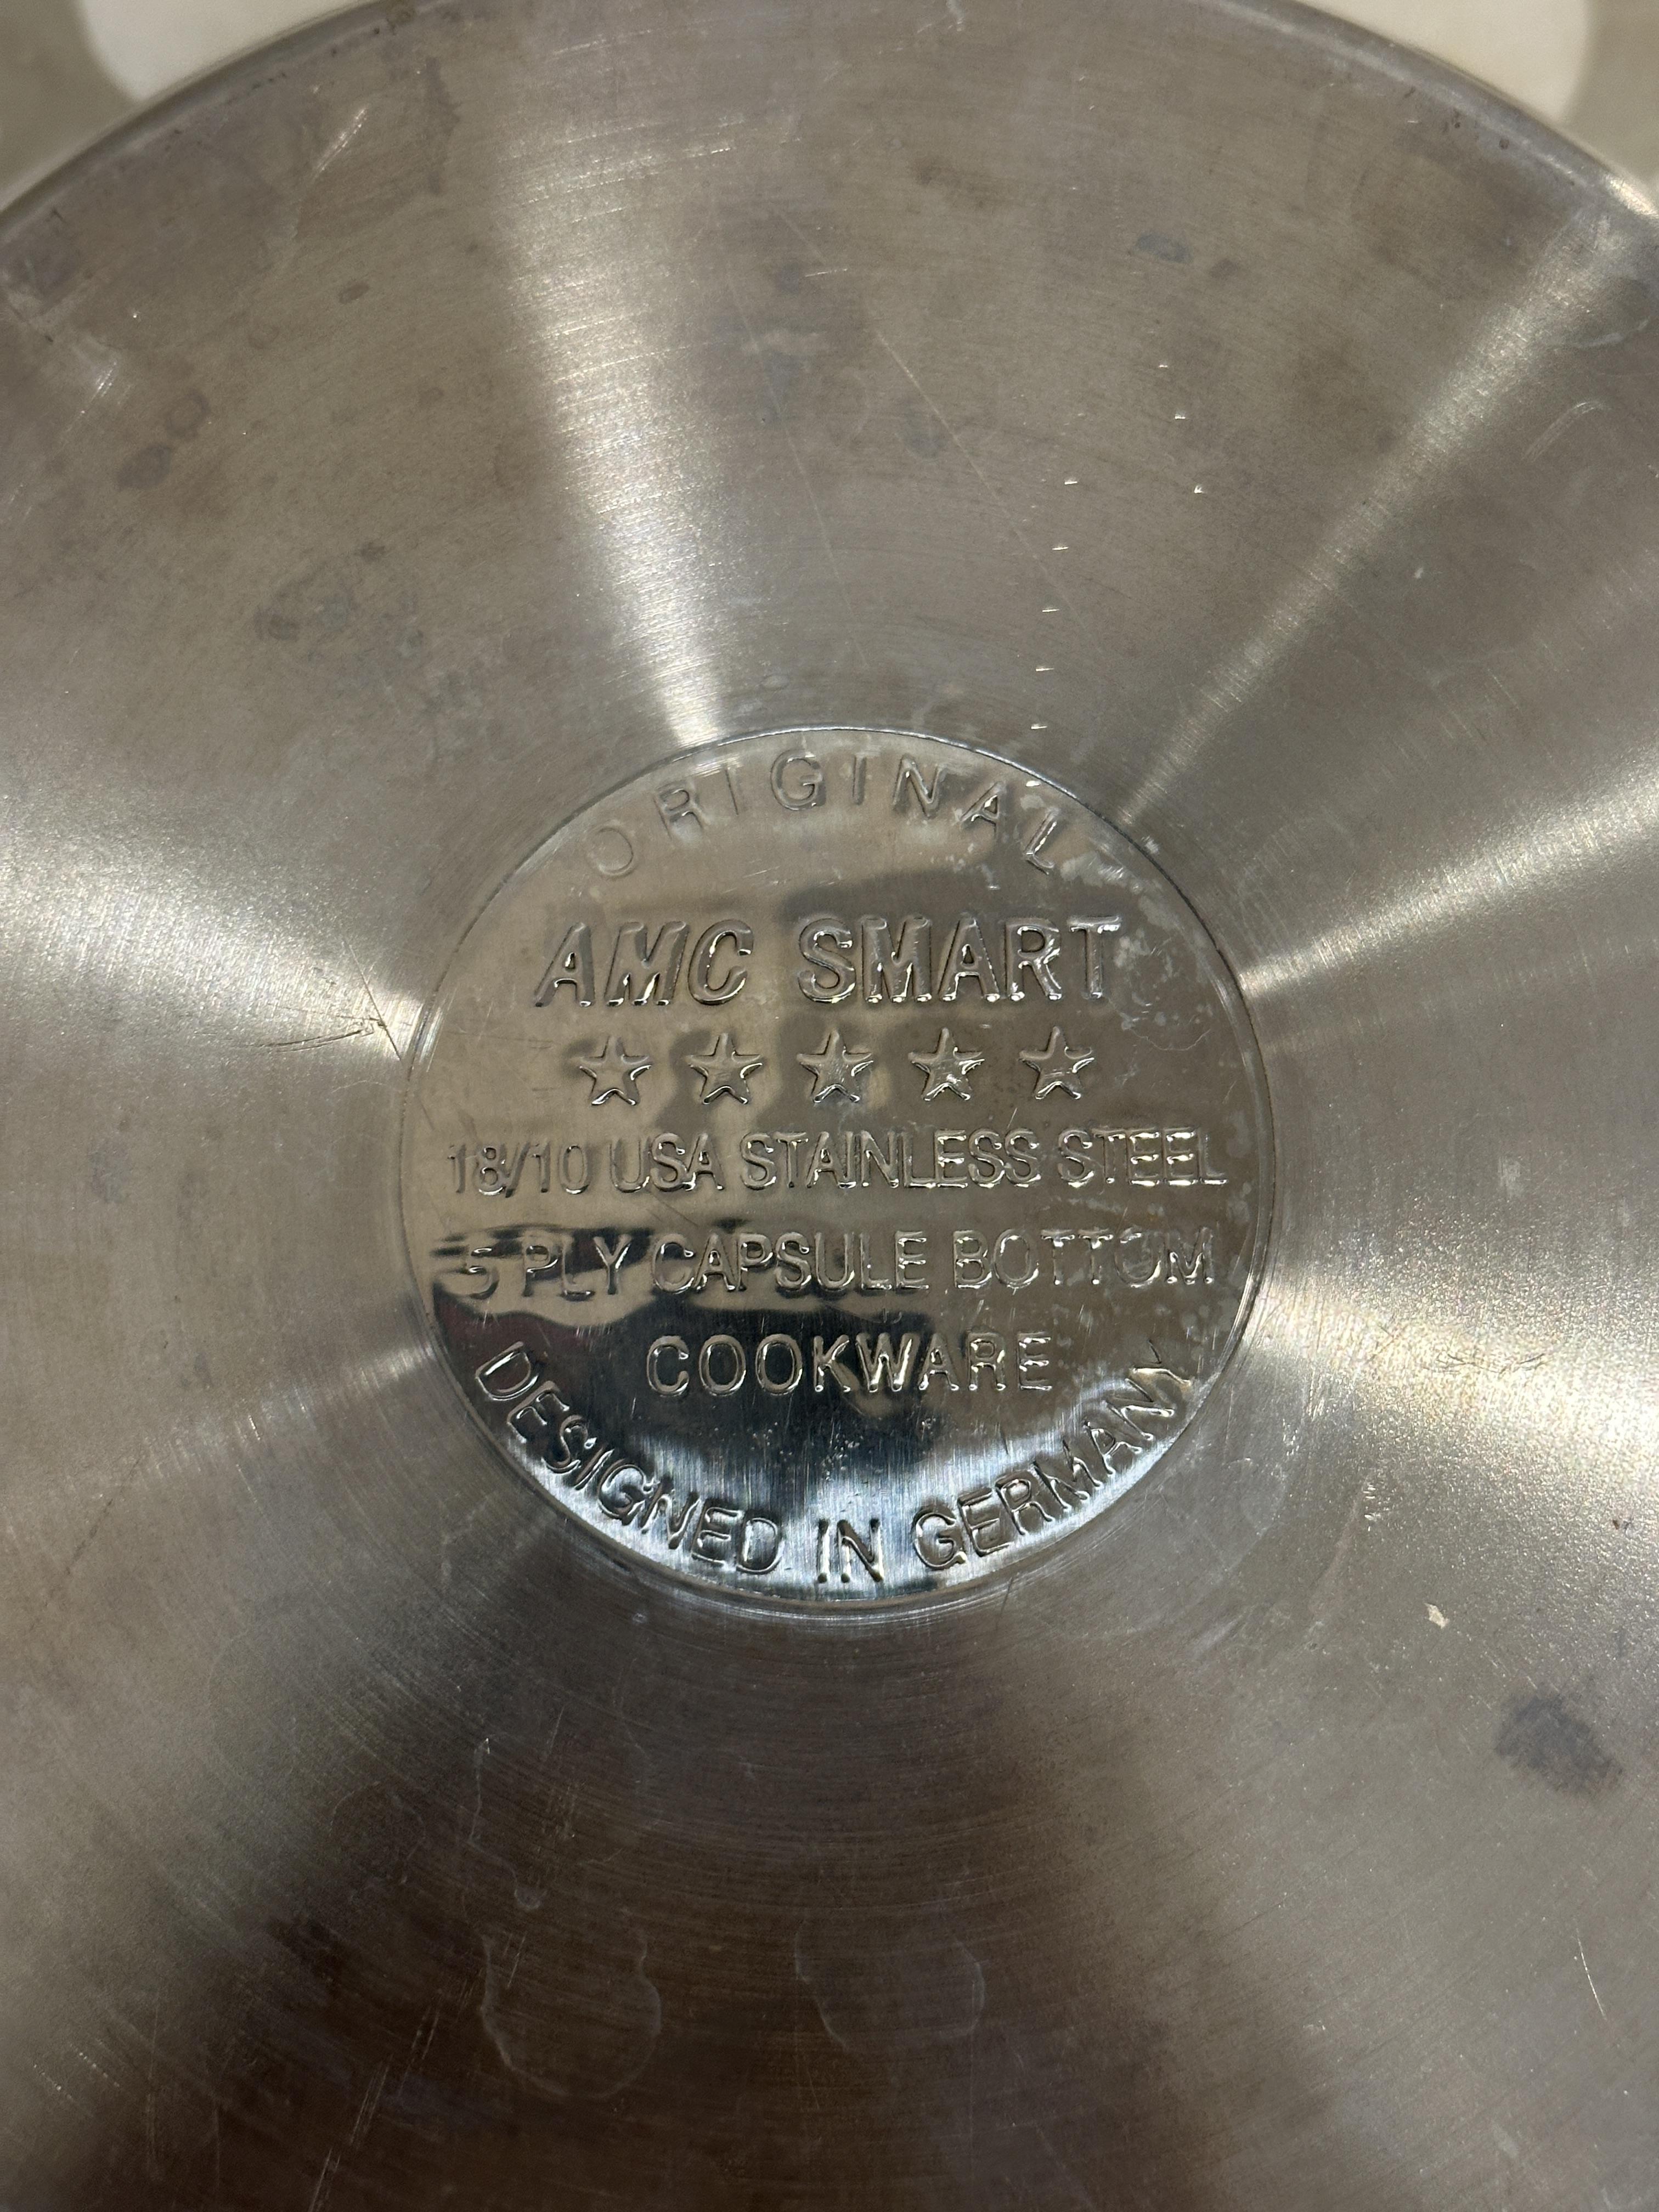 ORIGINAL
AMC SMART
18/10 USA STAINLESS STEEL
5 PLY CAPSULE BOTTOM
COOKWARE
DESIGNED IN GERMANY